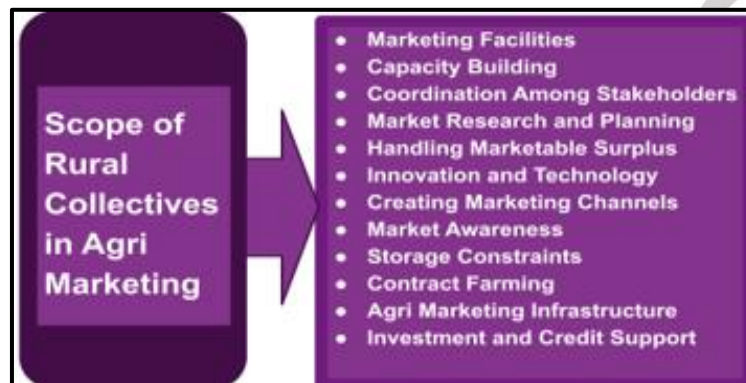 Scope of
Rural
Collectives
in Agri
Marketing
● Marketing Facilities
● Capacity Building
● Coordination Among Stakeholders
● Market Research and Planning
● Handling Marketable Surplus
● Innovation and Technology
● Creating Marketing Channels
● Market Awareness
● Storage Constraints
● Contract Farming
● Agri Marketing Infrastructure
● Investment and Credit Support